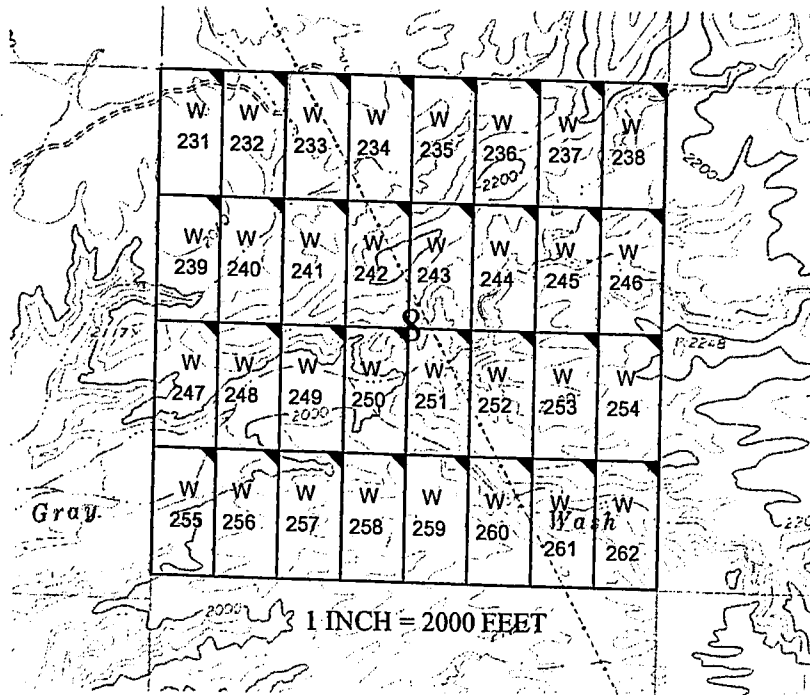 W W W W W W W W
231 232 233 234 235 236 237 238
2200
2200
W W W W W W W W
239 240 241 242 243 244 245 246
8
2248
W W W W W W W W
247 248 249 250 251 252 253 254
2000
W W W W W W W W
255 256 257 258 259 260 261 262
Gray Wash
2000
1 INCH = 2000 FEET